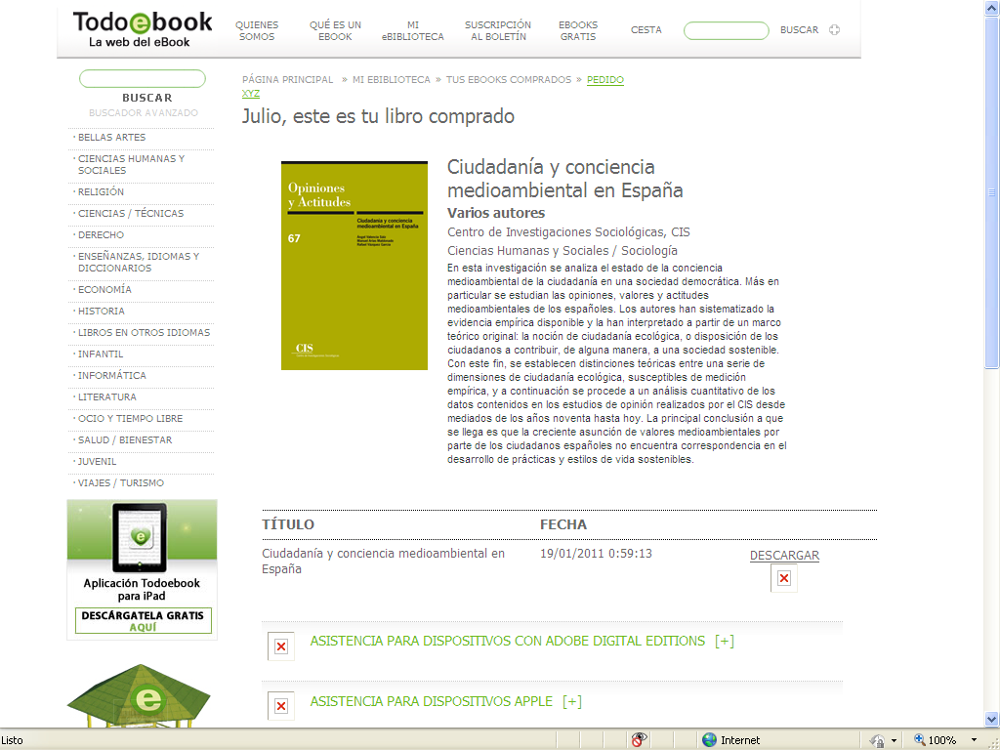 Todoebook
La web del eBook
QUIENES
SOMOS
QUÉ ES UN
EBOOK
MI
eBIBLIOTECA
SUSCRIPCIÓN
AL BOLETÍN
EBOOKS
GRATIS
CESTA
BUSCAR
BUSCAR
BUSCADOR AVANZADO
BELLAS ARTES
CIENCIAS HUMANAS Y
SOCIALES
RELIGIÓN
CIENCIAS / TÉCNICAS
DERECHO
ENSEÑANZAS, IDIOMAS Y
DICCIONARIOS
ECONOMÍA
HISTORIA
LIBROS EN OTROS IDIOMAS
INFANTIL
INFORMÁTICA
LITERATURA
OCIO Y TIEMPO LIBRE
SALUD / BIENESTAR
JUVENIL
VIAJES / TURISMO
e
Aplicación Todoebook
para iPad
DESCÁRGATELA GRATIS
AQUÍ
e
PÁGINA PRINCIPAL » MI EBIBLIOTECA » TUS EBOOKS COMPRADOS » PEDIDO
XYZ
Julio, este es tu libro comprado
Opiniones
y Actitudes
Ciudadanía y conciencia
medioambiental en España
67
CIS
Ciudadanía y conciencia
medioambiental en España
Varios autores
Centro de Investigaciones Sociológicas, CIS
Ciencias Humanas y Sociales / Sociología
En esta investigación se analiza el estado de la conciencia
medioambiental de la ciudadanía en una sociedad democrática. Más en
particular se estudian las opiniones, valores y actitudes
medioambientales de los españoles. Los autores han sistematizado la
evidencia empírica disponible y la han interpretado a partir de un marco
teórico original: la noción de ciudadanía ecológica, o disposición de los
ciudadanos a contribuir, de alguna manera, a una sociedad sostenible.
Con este fin, se establecen distinciones teóricas entre una serie de
dimensiones de ciudadanía ecológica, susceptibles de medición
empírica, y a continuación se procede a un análisis cuantitativo de los
datos contenidos en los estudios de opinión realizados por el CIS desde
mediados de los años noventa hasta hoy. La principal conclusión a que
se llega es que la creciente asunción de valores medioambientales por
parte de los ciudadanos españoles no encuentra correspondencia en el
desarrollo de prácticas y estilos de vida sostenibles.
TÍTULO FECHA
Ciudadanía y conciencia medioambiental en
España
19/01/2011 0:59:13
DESCARGAR
ASISTENCIA PARA DISPOSITIVOS CON ADOBE DIGITAL EDITIONS [+]
ASISTENCIA PARA DISPOSITIVOS APPLE [+]
Listo
Internet
100%